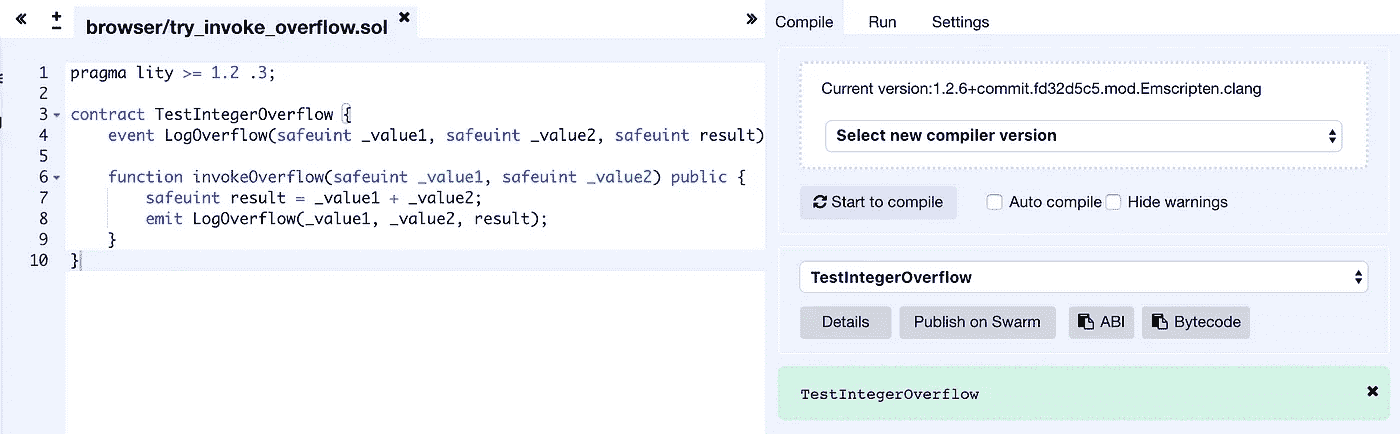 browser/try_invoke_overflow.sol
1 pragma lity >= 1.2 .3;
2
3 contract TestIntegerOverflow {
4 event LogOverflow(safeuint _value1, safeuint _value2, safeuint result)
5
6 function invokeOverflow(safeuint _value1, safeuint _value2) public {
7 safeuint result = _value1 + _value2;
8 emit LogOverflow(_value1, _value2, result);
9 }
10 }
Compile Run Settings
Current version:1.2.6+commit.fd32d5c5.mod.Emscripten.clang
Select new compiler version
Start to compile Auto compile Hide warnings
TestIntegerOverflow
Details Publish on Swarm ABI Bytecode
TestIntegerOverflow